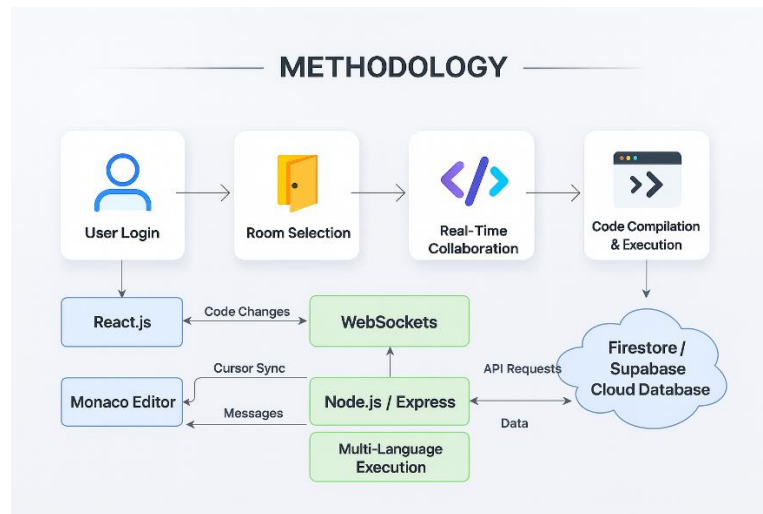 METHODOLOGY
User Login
Room Selection
Real-Time
Collaboration
Code Compilation
& Execution
React.js
Code Changes
WebSockets
Firestore /
Supabase
Cloud Database
Cursor Sync
API Requests
Monaco Editor
Node.js / Express
Messages
Data
Multi-Language
Execution